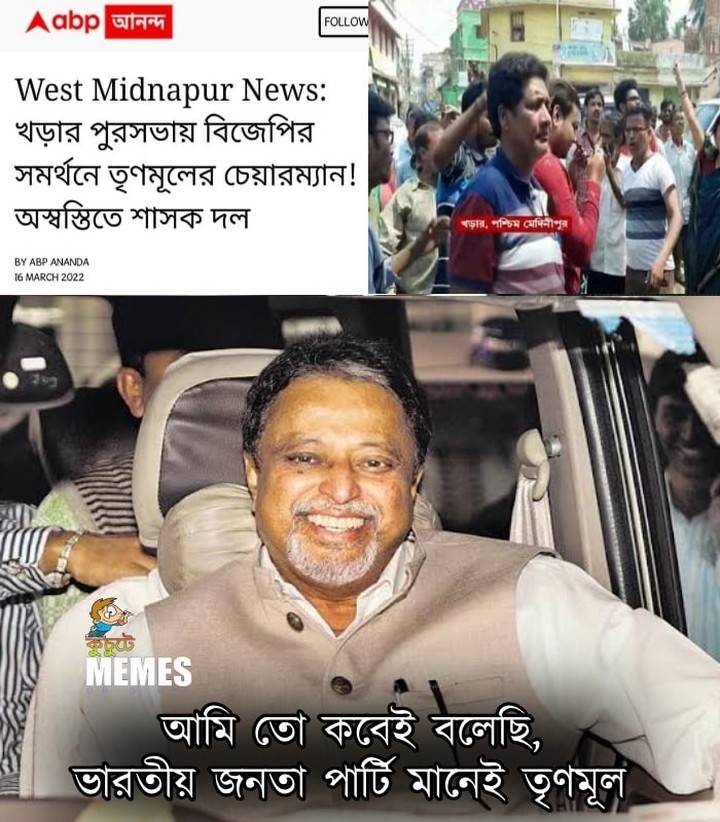 abp আনন্দ
FOLLOW
West Midnapur News:
খড়ার পুরসভায় বিজেপির
সমর্থনে তৃণমূলের চেয়ারম্যান!
অস্বস্তিতে শাসক দল
BY ABP ANANDA
16 MARCH 2022
খড়ার, পশ্চিম মেদিনীপুর
কুচুটে
MEMES
আমি তো কবেই বলেছি,
ভারতীয় জনতা পার্টি মানেই তৃণমূল